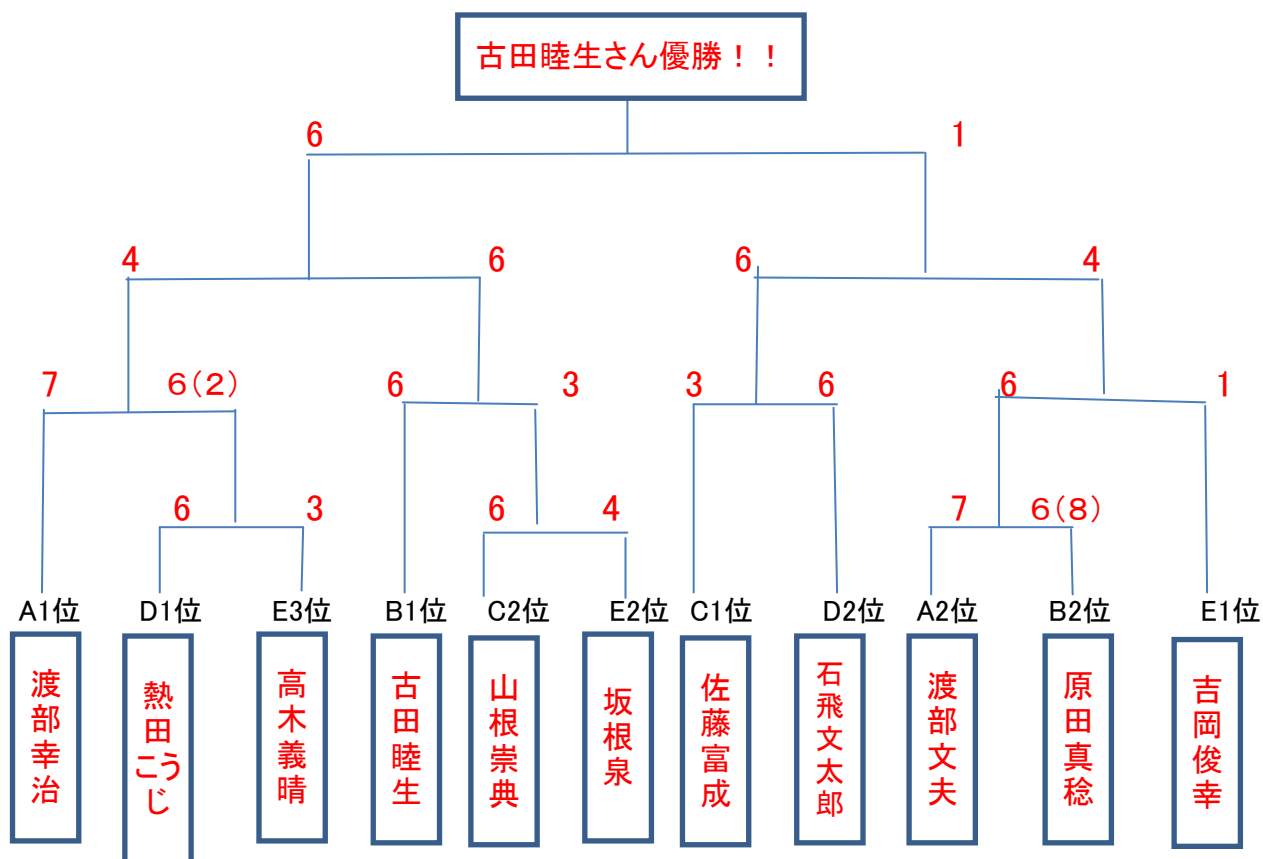 古田睦生さん優勝！！
6 1
4 6 6 4
7 6(2) 6 3 3 6 6 1
6 3 6 4 7 6(8)
A1位 D1位 E3位 B1位 C2位 E2位 C1位 D2位 A2位 B2位 E1位
渡部幸治
熱田こうじ
高木義晴
古田睦生
山根崇典
坂根泉
佐藤富成
石飛文太郎
渡部文夫
原田真稔
吉岡俊幸